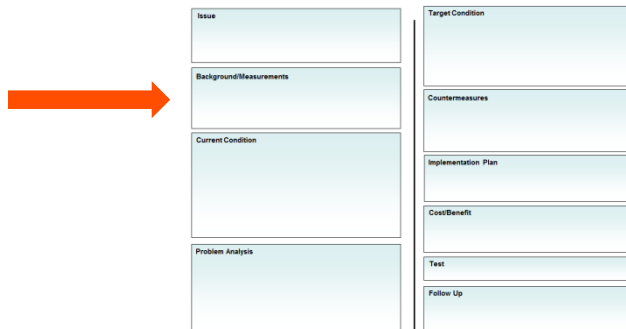 Issue
Background/Measurements
Current Condition
Problem Analysis
Target Condition
Countermeasures
Implementation Plan
Cost/Benefit
Test
Follow Up